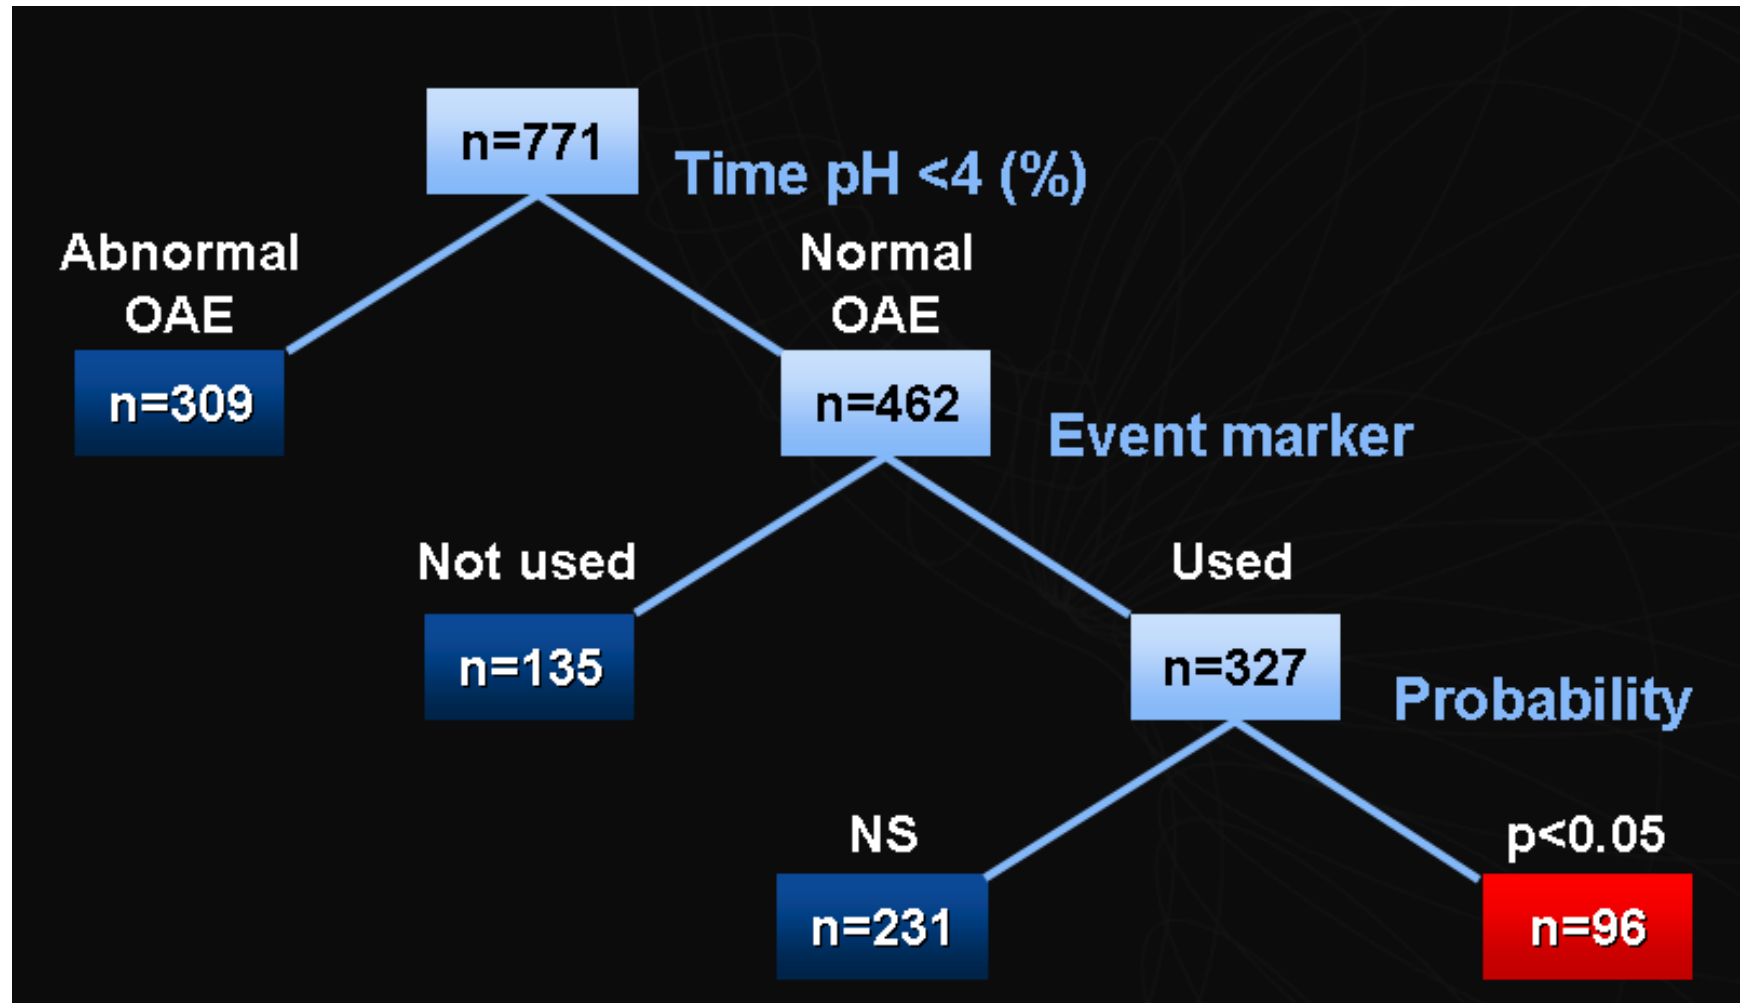 n=771
Time pH <4 (%)
Abnormal
OAE
Normal
OAE
n=309
n=462
Event marker
Not used
Used
n=135
n=327
Probability
NS
p<0.05
n=231
n=96